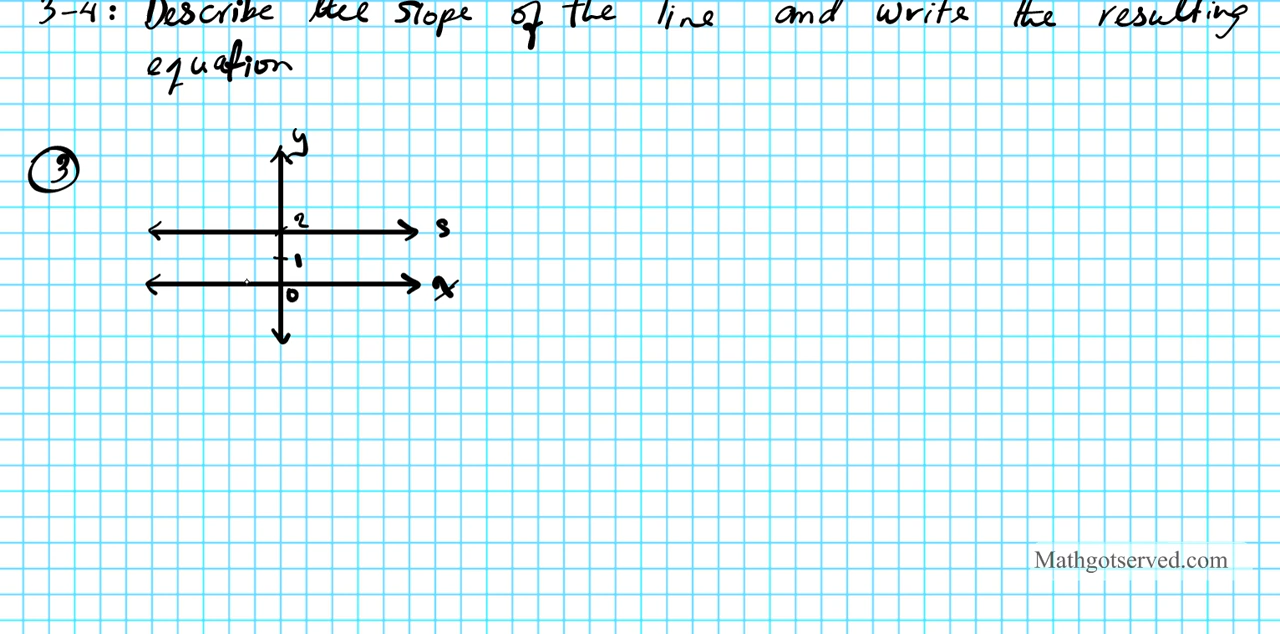 3-4: Describe the slope of the line and write the resulting
equation
3
y
2
s
1
x
0
Mathgotserved.com